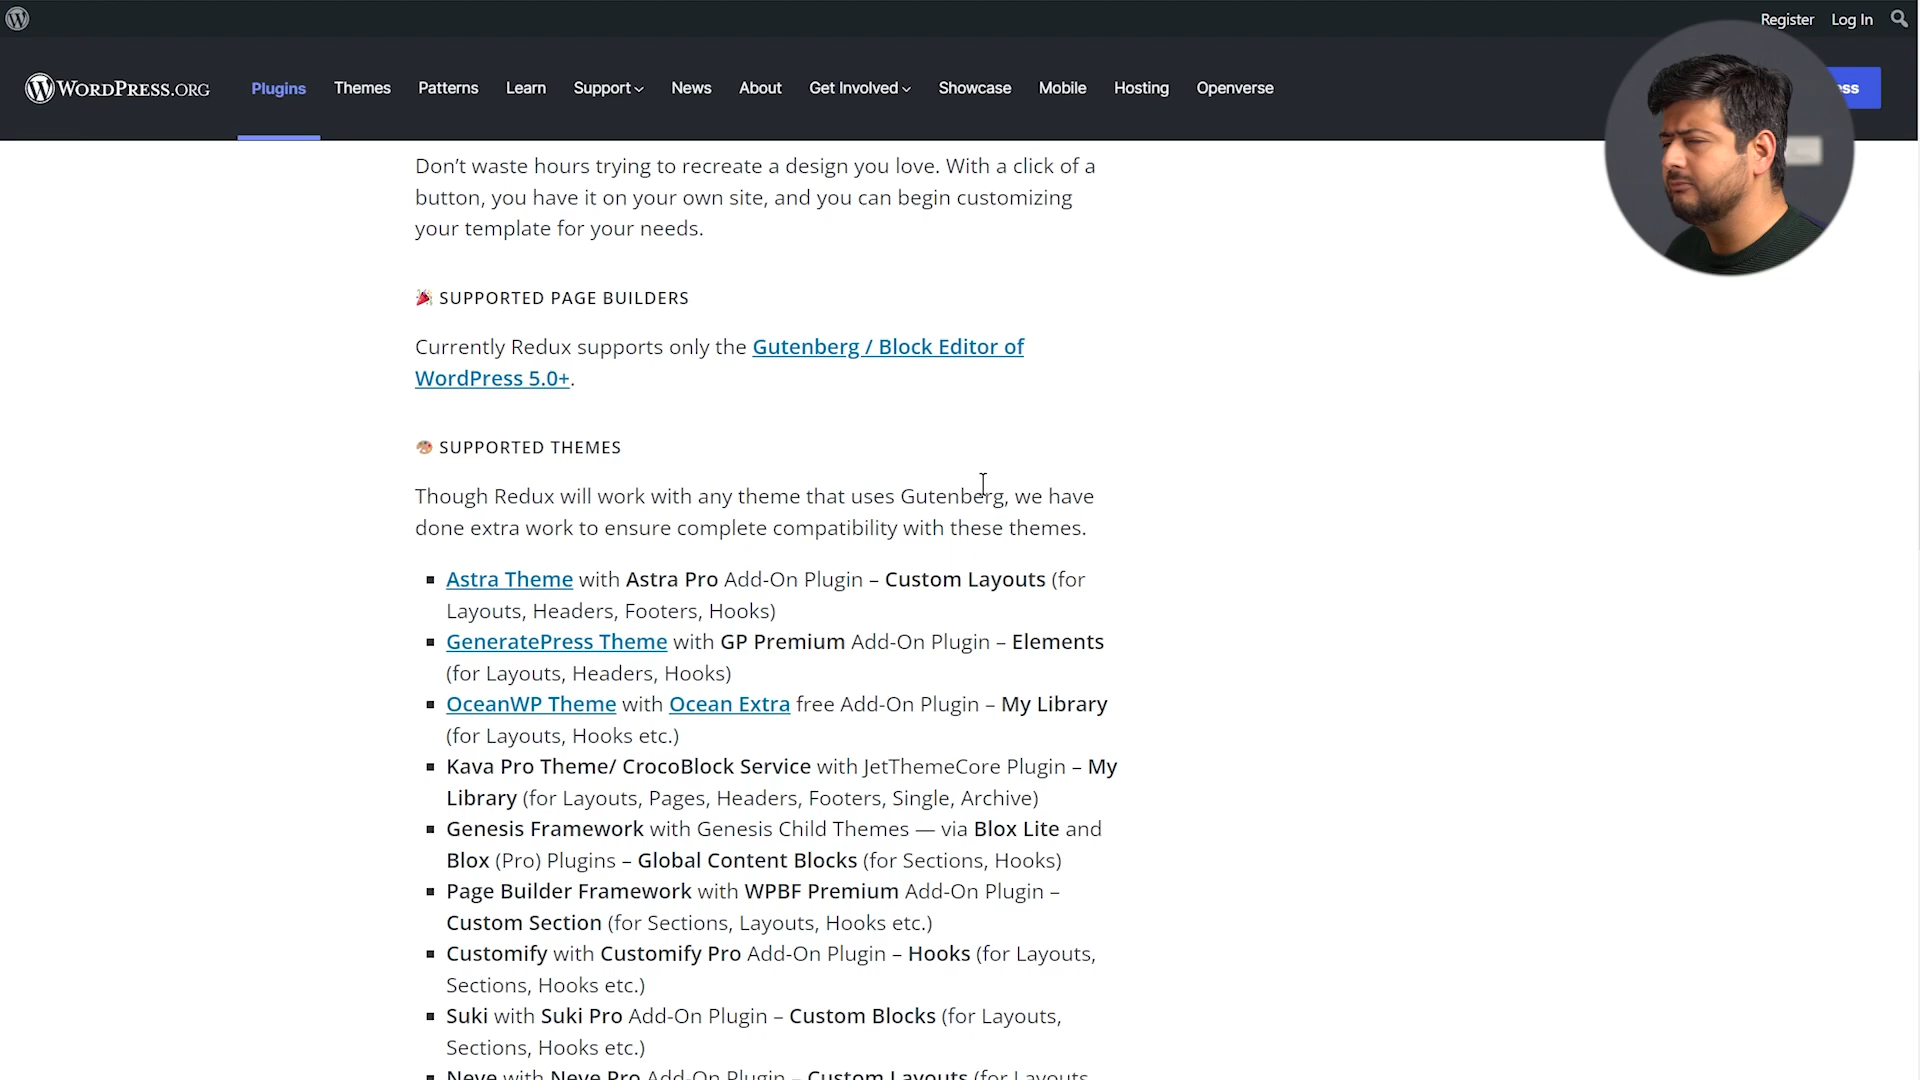 Register Log In
WORDPRESS.ORG Plugins Themes Patterns Learn Support News About Get Involved Showcase Mobile Hosting Openverse
Don’t waste hours trying to recreate a design you love. With a click of a
button, you have it on your own site, and you can begin customizing
your template for your needs.
SUPPORTED PAGE BUILDERS
Currently Redux supports only the Gutenberg / Block Editor of
WordPress 5.0+.
SUPPORTED THEMES
Though Redux will work with any theme that uses Gutenberg, we have
done extra work to ensure complete compatibility with these themes.
Astra Theme with Astra Pro Add-On Plugin – Custom Layouts (for
Layouts, Headers, Footers, Hooks)
GeneratePress Theme with GP Premium Add-On Plugin – Elements
(for Layouts, Headers, Hooks)
OceanWP Theme with Ocean Extra free Add-On Plugin – My Library
(for Layouts, Hooks etc.)
Kava Pro Theme/ CrocoBlock Service with JetThemeCore Plugin – My
Library (for Layouts, Pages, Headers, Footers, Single, Archive)
Genesis Framework with Genesis Child Themes — via Blox Lite and
Blox (Pro) Plugins – Global Content Blocks (for Sections, Hooks)
Page Builder Framework with WPBF Premium Add-On Plugin –
Custom Section (for Sections, Layouts, Hooks etc.)
Customify with Customify Pro Add-On Plugin – Hooks (for Layouts,
Sections, Hooks etc.)
Suki with Suki Pro Add-On Plugin – Custom Blocks (for Layouts,
Sections, Hooks etc.)
Neve with Neve Pro Add-On Plugin – Custom Layouts (for Layouts,